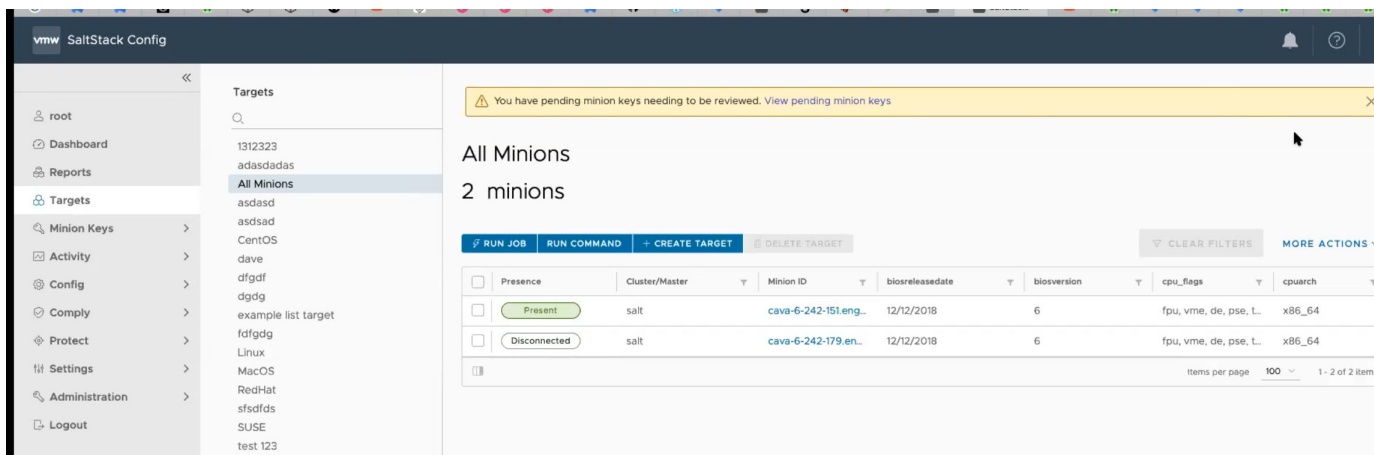 vmw SaltStack Config
root
Dashboard
Reports
Targets
Minion Keys
Activity
Config
Comply
Protect
Settings
Administration
Logout
Targets
1312323
adasdadas
All Minions
asdasd
asdsad
CentOS
dave
dfgdf
dgdg
example list target
fdfgdg
Linux
MacOS
RedHat
sfsdfds
SUSE
test 123
You have pending minion keys needing to be reviewed. View pending minion keys
All Minions
2 minions
RUN JOB RUN COMMAND + CREATE TARGET DELETE TARGET CLEAR FILTERS MORE ACTIONS
Presence Cluster/Master Minion ID biosreleasedate biosversion cpu_flags cpuarch
Present salt cava-6-242-151.eng... 12/12/2018 6 fpu, vme, de, pse, t... x86_64
Disconnected salt cava-6-242-179.en... 12/12/2018 6 fpu, vme, de, pse, t... x86_64
Items per page 100 1 - 2 of 2 item